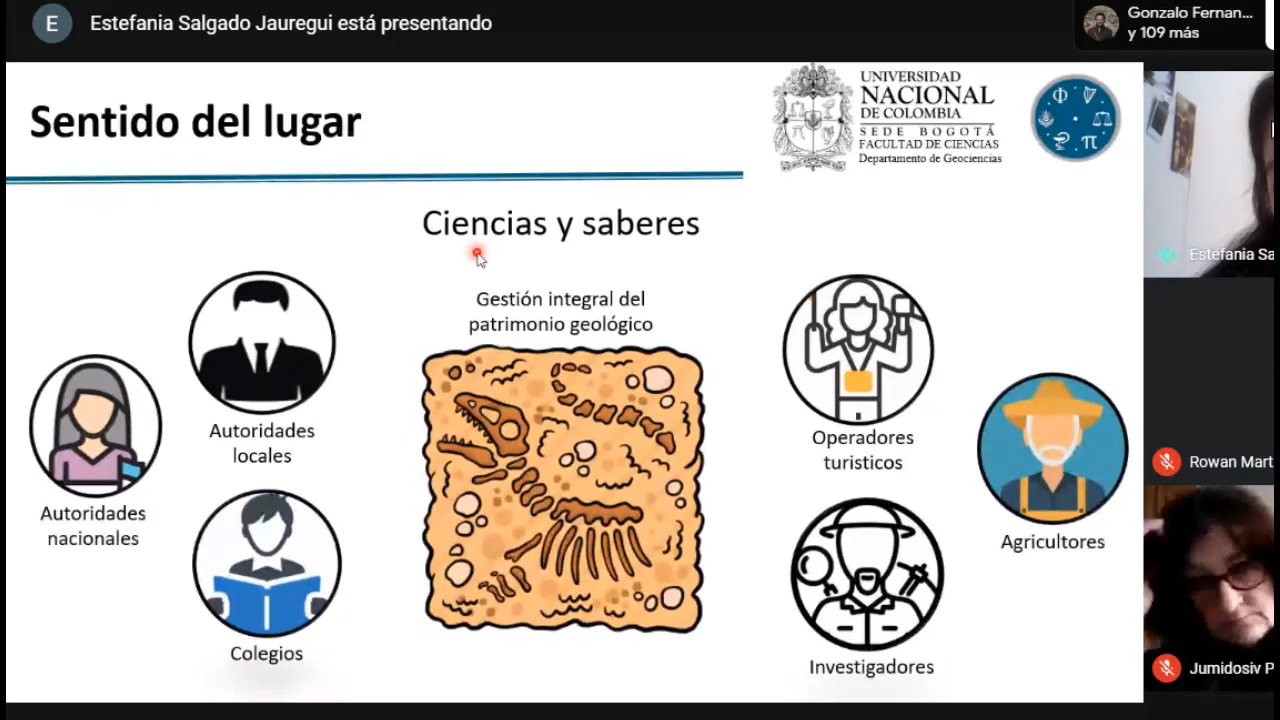 E
Estefania Salgado Jauregui está presentando
Gonzalo Fernan...
y 109 más
Sentido del lugar
UNIVERSIDAD
NACIONAL
DE COLOMBIA
SEDE BOGOTÁ
FACULTAD DE CIENCIAS
Departamento de Geociencias
Φ
π
Ciencias y saberes
Gestión integral del
patrimonio geológico
Autoridades
nacionales
Autoridades
locales
Colegios
Operadores
turisticos
Investigadores
Agricultores
Estefania Sa
Rowan Mart
Jumidosiv P